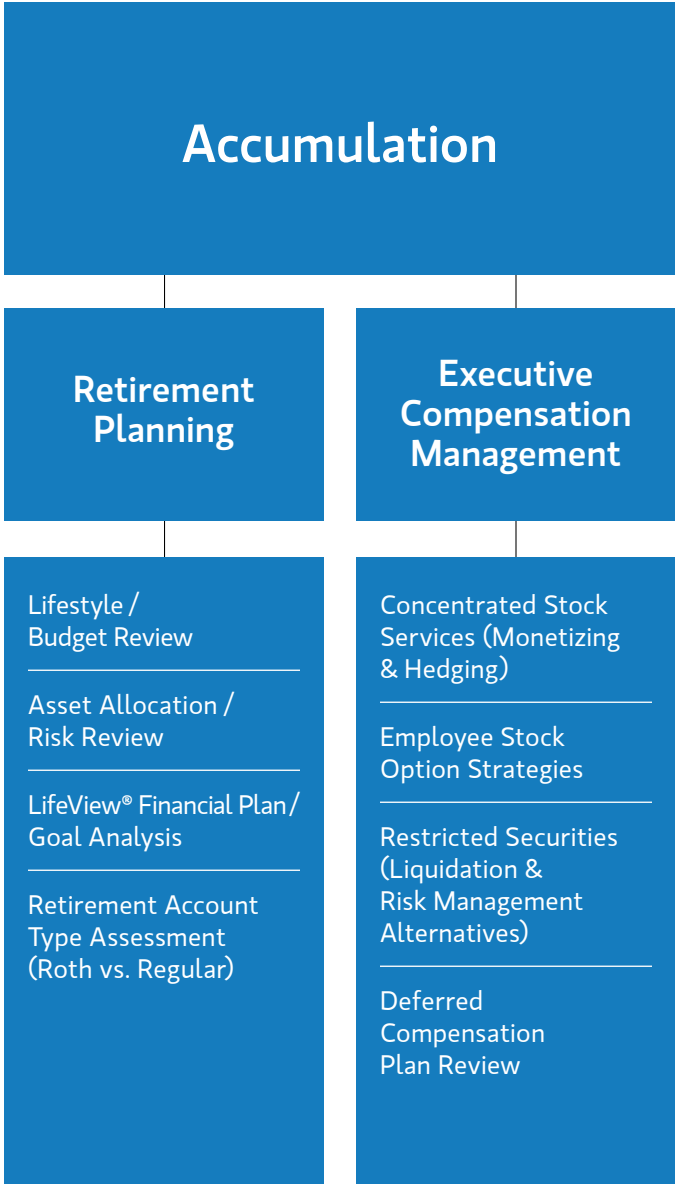 Accumulation
Retirement
Planning
Executive
Compensation
Management
Lifestyle /
Budget Review
Asset Allocation /
Risk Review
LifeView® Financial Plan /
Goal Analysis
Retirement Account
Type Assessment
(Roth vs. Regular)
Concentrated Stock
Services (Monetizing
& Hedging)
Employee Stock
Option Strategies
Restricted Securities
(Liquidation &
Risk Management
Alternatives)
Deferred
Compensation
Plan Review